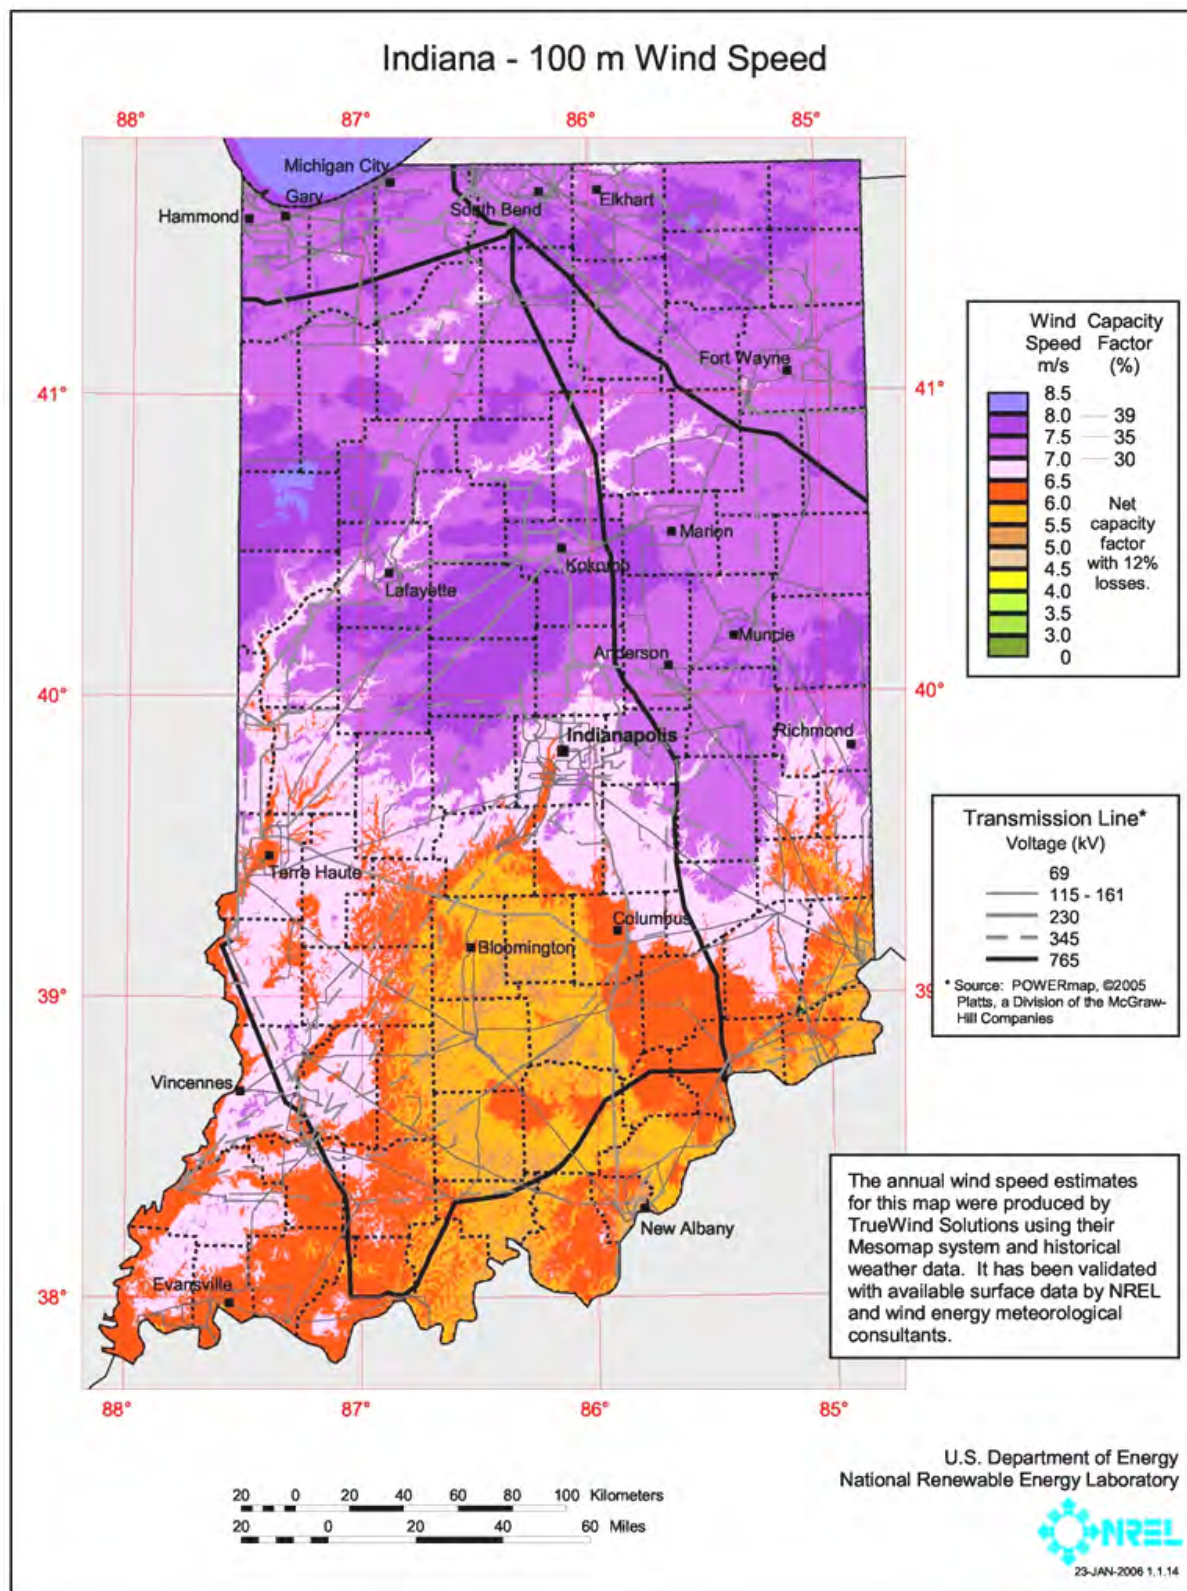 Indiana - 100 m Wind Speed
88° 87° 86° 85°
Michigan City
Gary
Hammond
South Bend
Elkhart
Fort Wayne
41° 41°
Marion
Kokomo
Lafayette
Muncie
Anderson
40° 40°
Richmond
Indianapolis
Terre Haute
Columbus
Bloomington
39° 39°
Vincennes
New Albany
Evansville
38°
88° 87° 86° 85°
Wind Capacity
Speed Factor
m/s (%)
8.5
8.0 39
7.5 35
7.0 30
6.5
6.0 Net
5.5 capacity
5.0 factor
4.5 with 12%
4.0 losses.
3.5
3.0
0
Transmission Line*
Voltage (kV)
69
115 - 161
230
345
765
* Source: POWERmap, ©2005
Platts, a Division of the McGraw-
Hill Companies
The annual wind speed estimates
for this map were produced by
TrueWind Solutions using their
Mesomap system and historical
weather data. It has been validated
with available surface data by NREL
and wind energy meteorological
consultants.
U.S. Department of Energy
National Renewable Energy Laboratory
NREL
23-JAN-2006 1.1.14
20 0 20 40 60 80 100 Kilometers
20 0 20 40 60 Miles